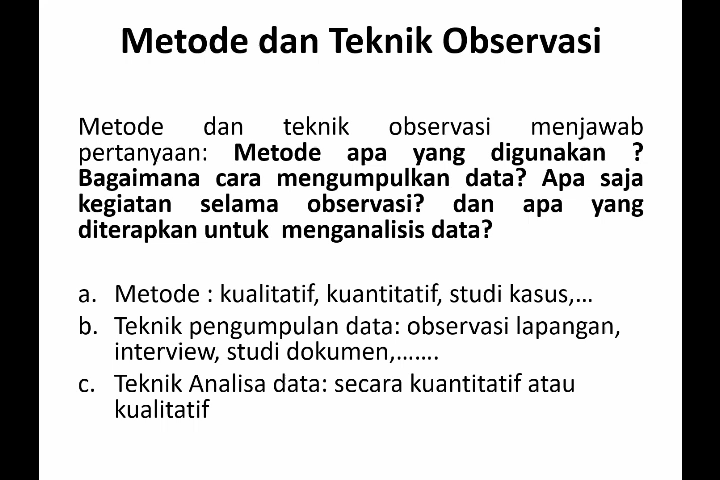 Metode dan Teknik Observasi
Metode dan teknik observasi menjawab
pertanyaan: Metode apa yang digunakan ?
Bagaimana cara mengumpulkan data? Apa saja
kegiatan selama observasi? dan apa yang
diterapkan untuk menganalisis data?
a. Metode : kualitatif, kuantitatif, studi kasus,...
b. Teknik pengumpulan data: observasi lapangan,
interview, studi dokumen,.......
c. Teknik Analisa data: secara kuantitatif atau
kualitatif